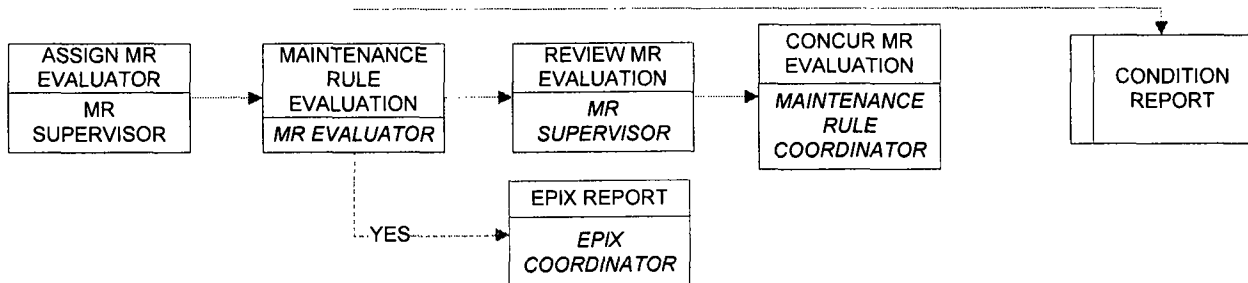 ASSIGN MR
EVALUATOR
MR
SUPERVISOR
MAINTENANCE
RULE
EVALUATION
MR EVALUATOR
REVIEW MR
EVALUATION
MR
SUPERVISOR
CONCUR MR
EVALUATION
MAINTENANCE
RULE
COORDINATOR
CONDITION
REPORT
YES
EPIX REPORT
EPIX
COORDINATOR